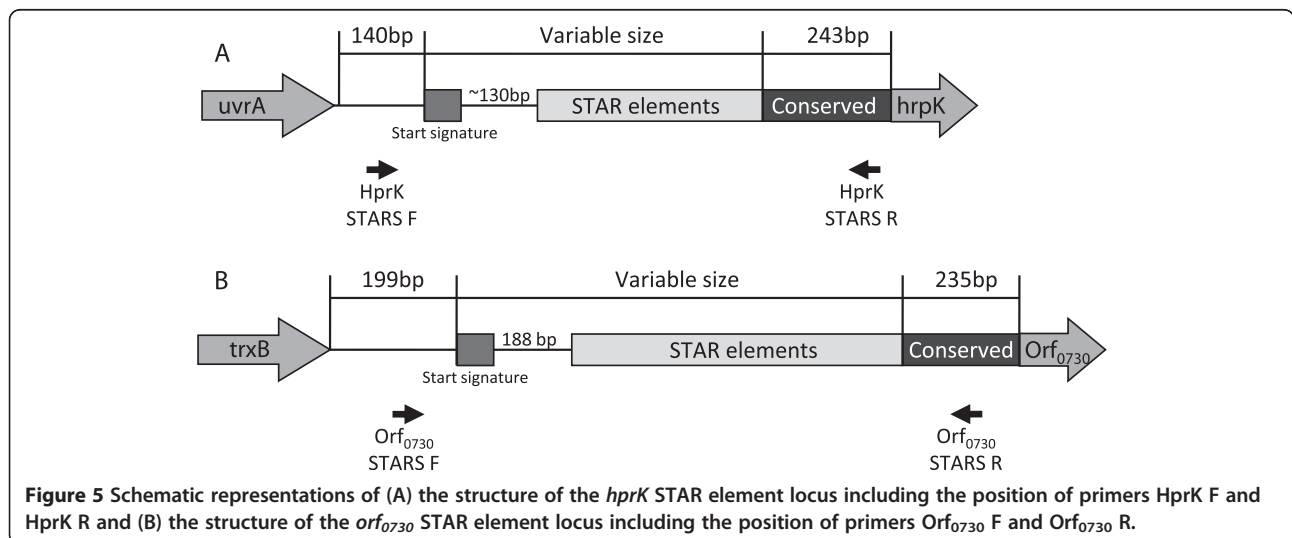 A
140bp Variable size 243bp
uvrA ~130bp STAR elements Conserved hrpK
Start signature
HprK HprK
STARS F STARS R
B
199bp Variable size 235bp
trxB 188 bp STAR elements Conserved Orf0730
Start signature
Orf0730 Orf0730
STARS F STARS R
Figure 5 Schematic representations of (A) the structure of the hprK STAR element locus including the position of primers HprK F and
HprK R and (B) the structure of the orf0730 STAR element locus including the position of primers Orf0730 F and Orf0730 R.